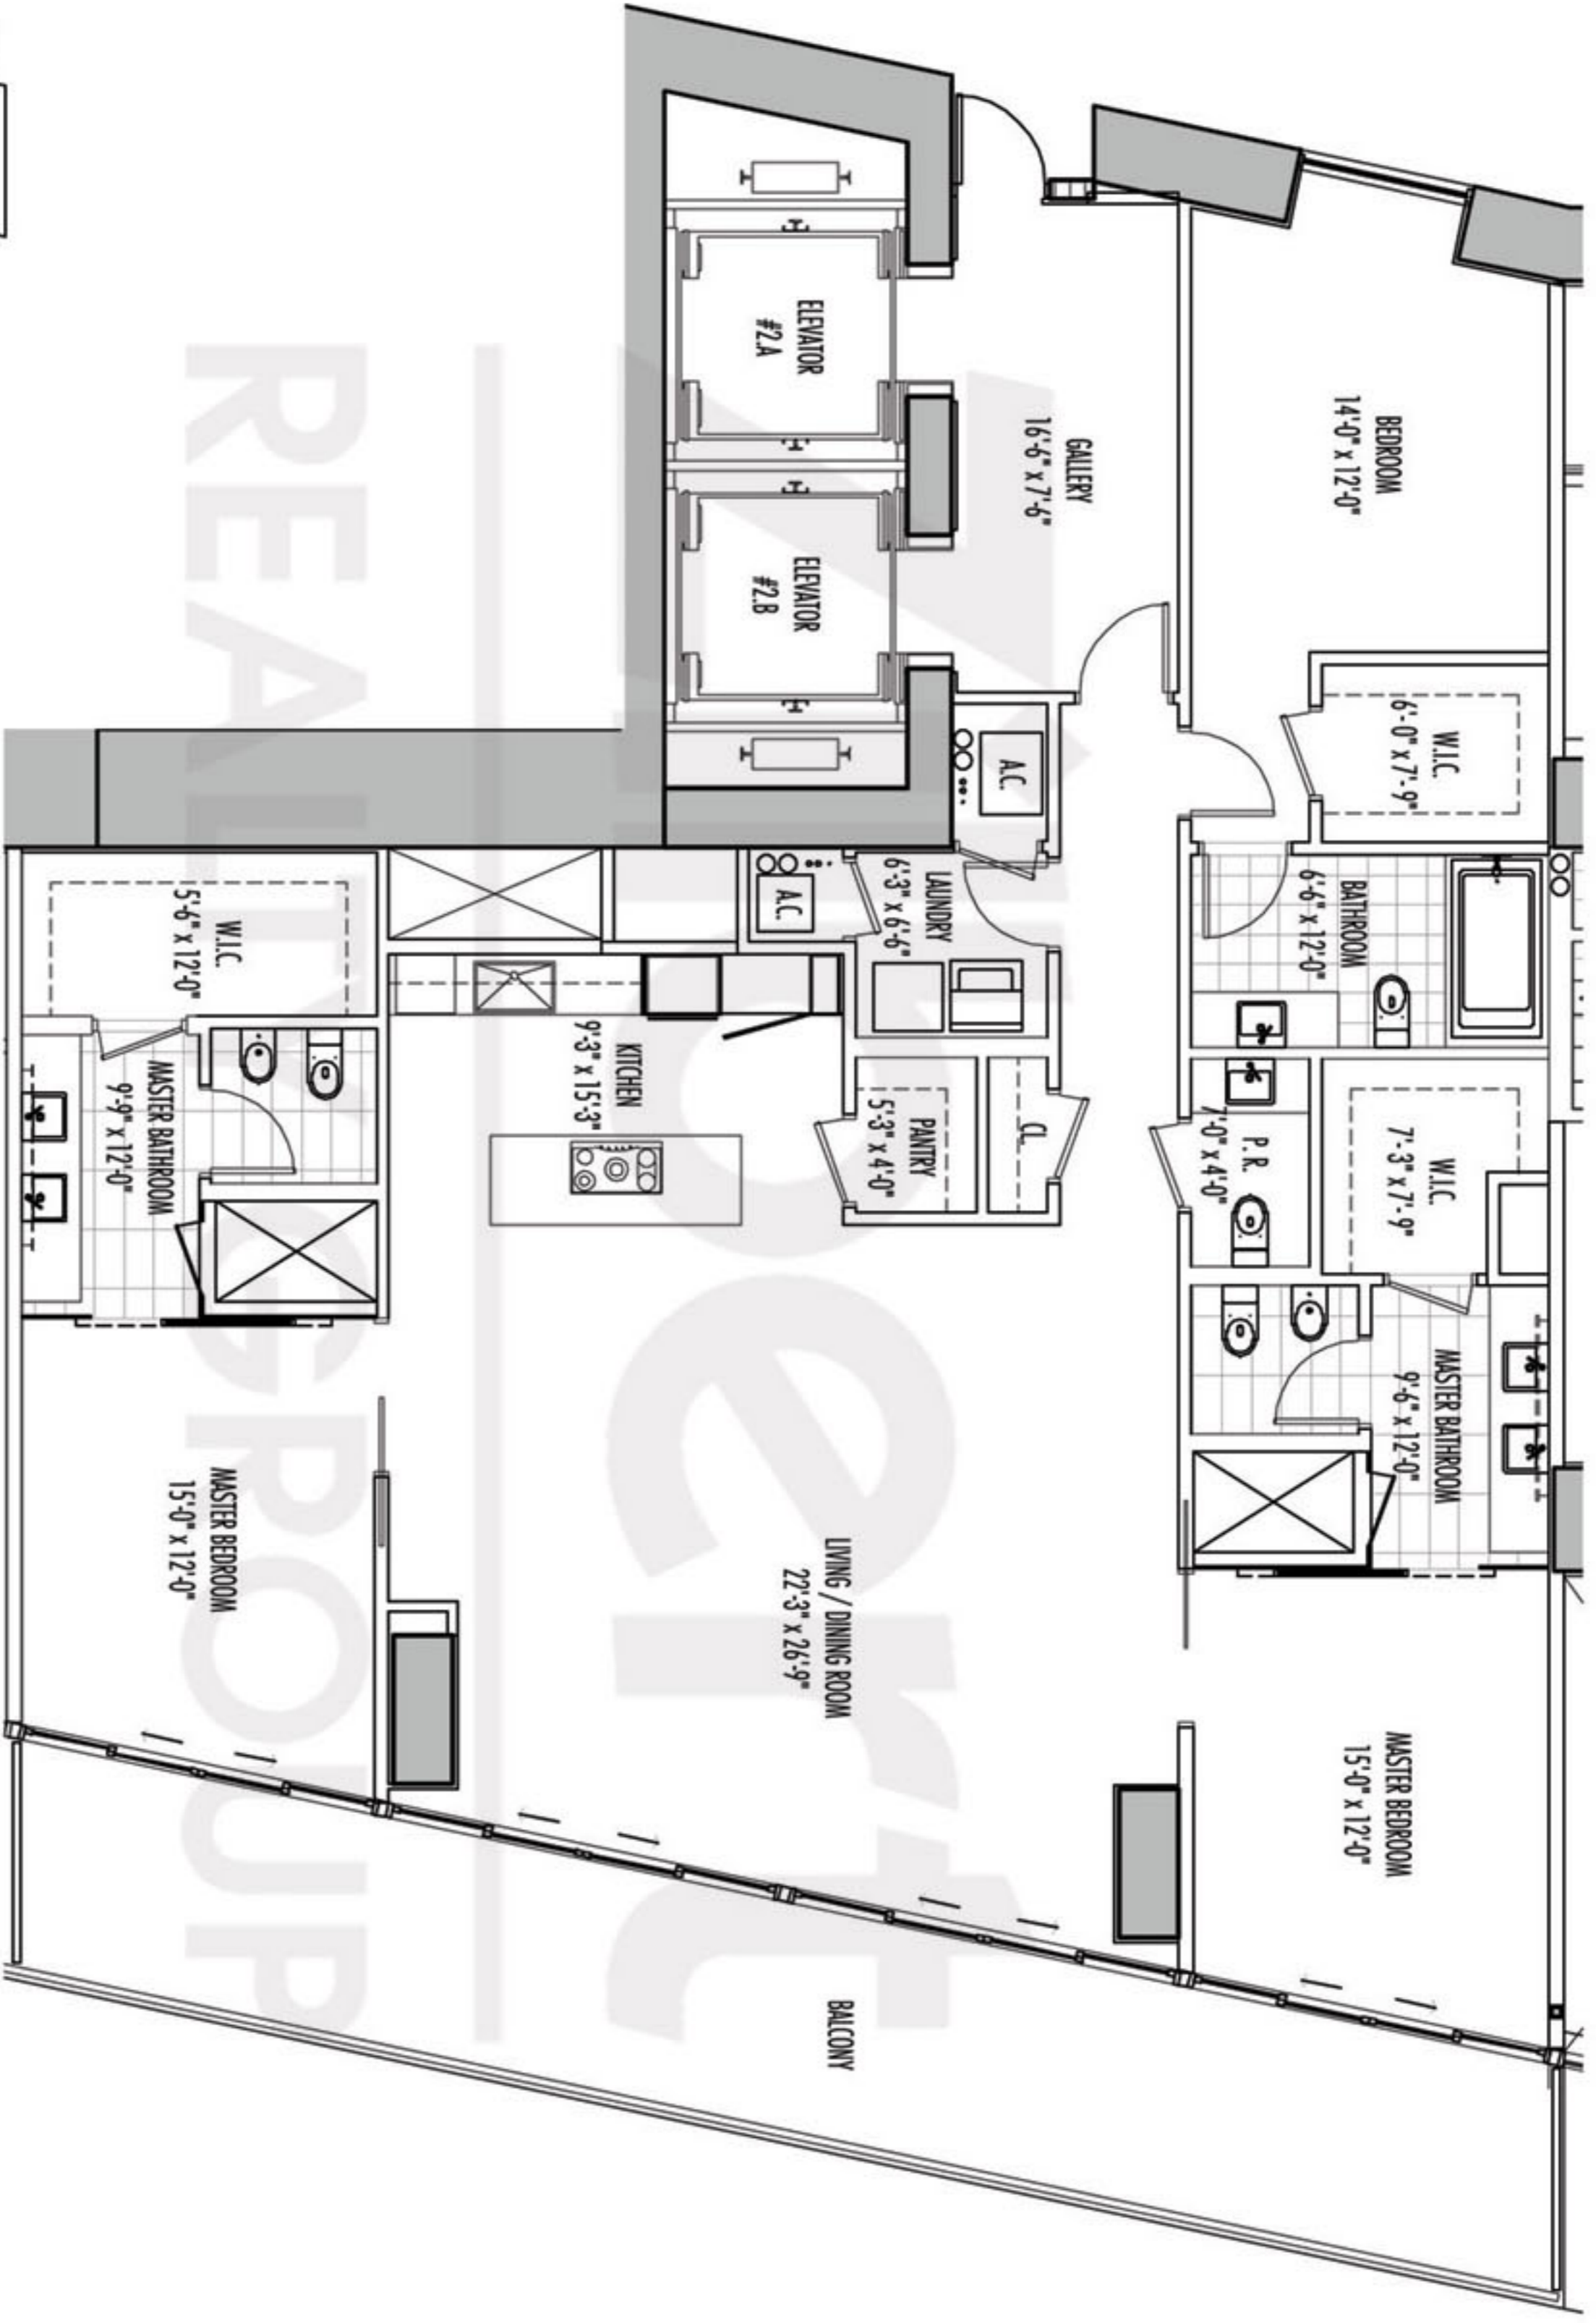 BEDROOM
14'-0" x 12'-0"
W.I.C.
6'-0" x 7'-9"
BATHROOM
6'-6" x 12'-0"
W.I.C.
7'-3" x 7'-9"
P.R.
7'-0" x 4'-0"
MASTER BATHROOM
9'-6" x 12'-0"
MASTER BEDROOM
15'-0" x 12'-0"
GALLERY
16'-6" x 7'-6"
ELEVATOR
#2.A
ELEVATOR
#2.B
A.C.
LAUNDRY
6'-3" x 6'-6"
A.C.
CL.
PANTRY
5'-3" x 4'-0"
KITCHEN
9'-3" x 15'-3"
LIVING / DINING ROOM
22'-3" x 26'-9"
BALCONY
W.I.C.
5'-6" x 12'-0"
MASTER BATHROOM
9'-9" x 12'-0"
MASTER BEDROOM
15'-0" x 12'-0"
REALTY GROUP